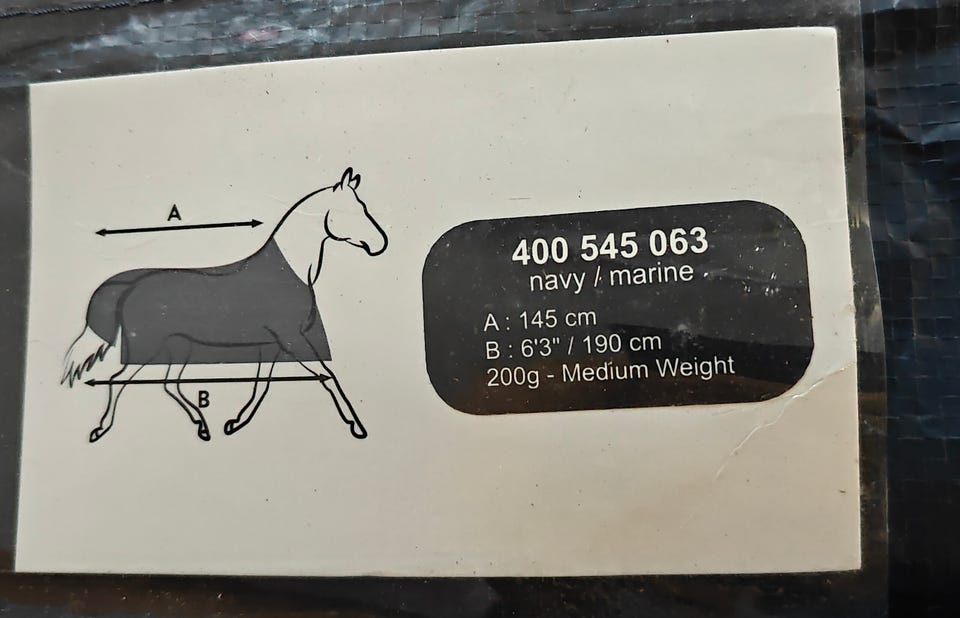 A
B
400 545 063
navy / marine
A : 145 cm
B : 6'3" / 190 cm
200g - Medium Weight